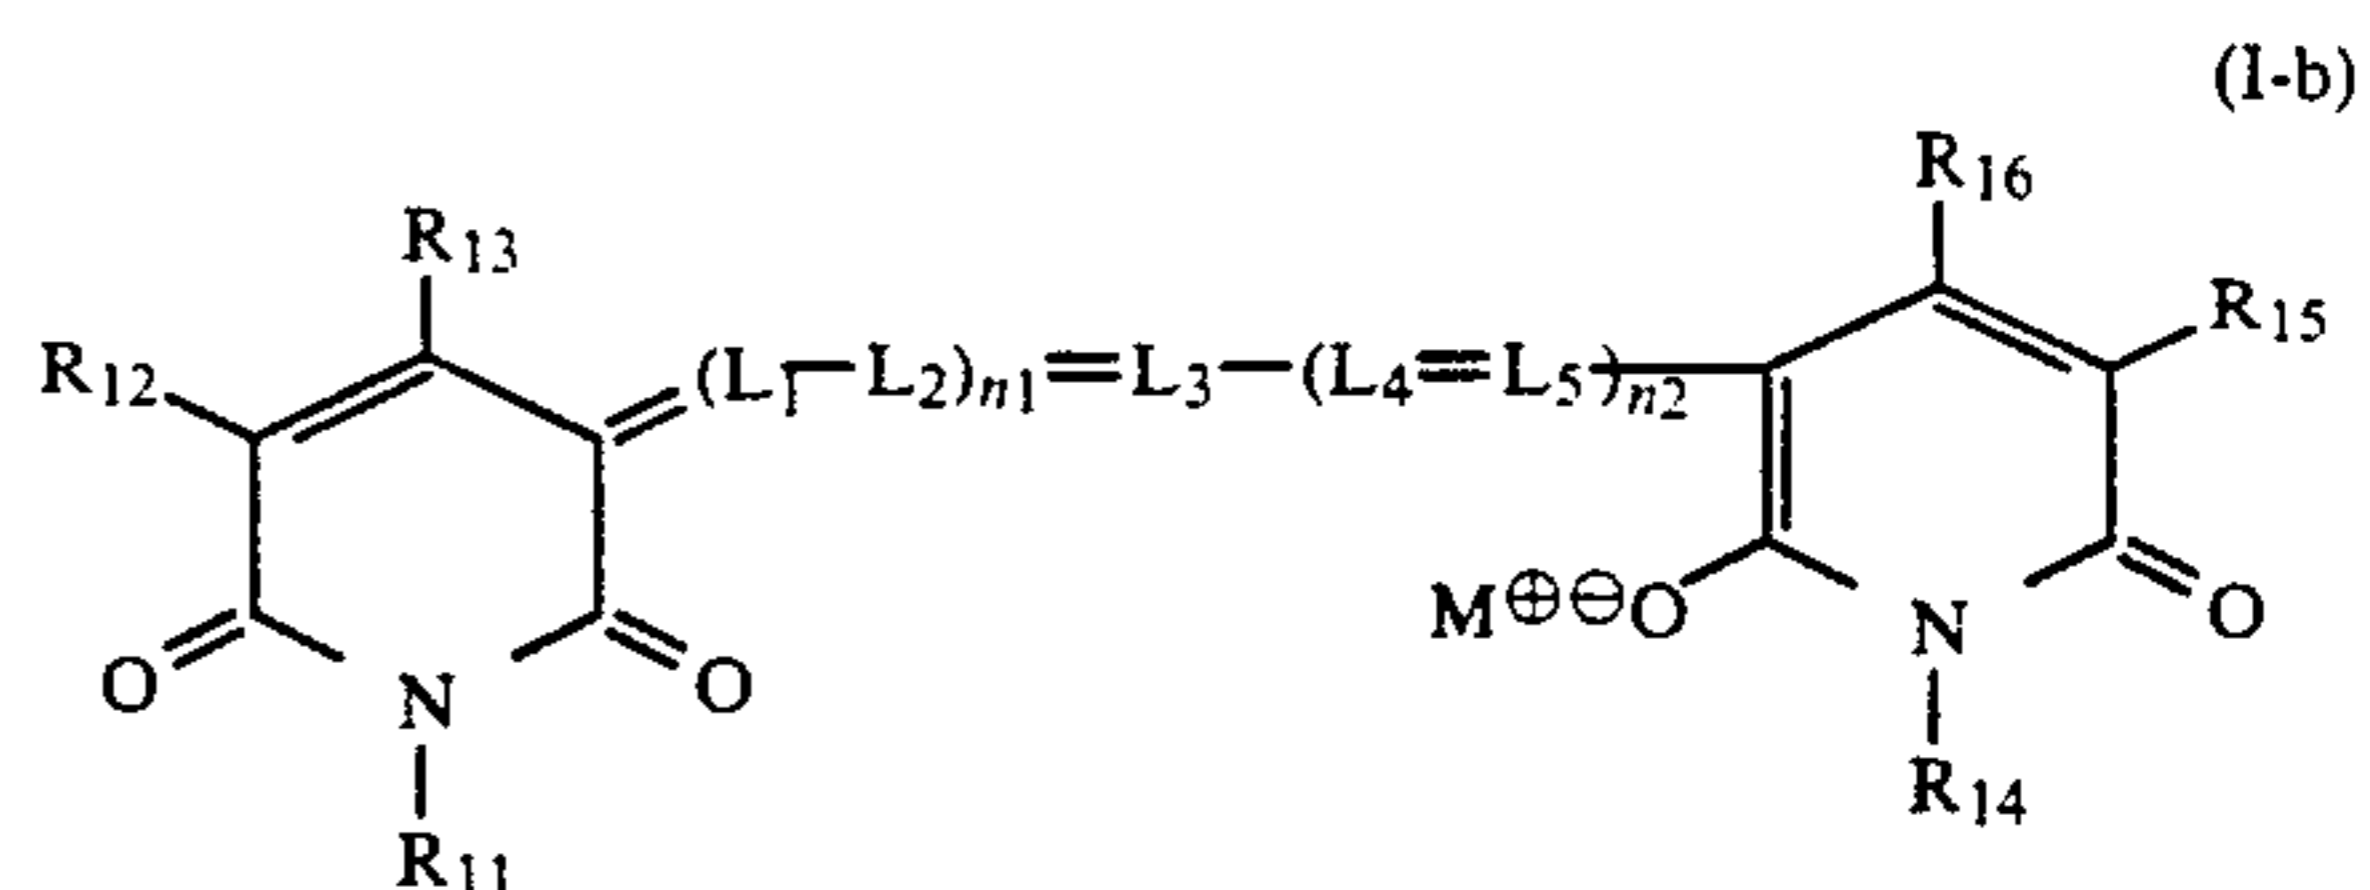 (I-b)
R16
R13
R15
R12 (L1—L2)n1=L3—(L4=L5)n2
M⊕⊖O N O
O N O
R14
R11